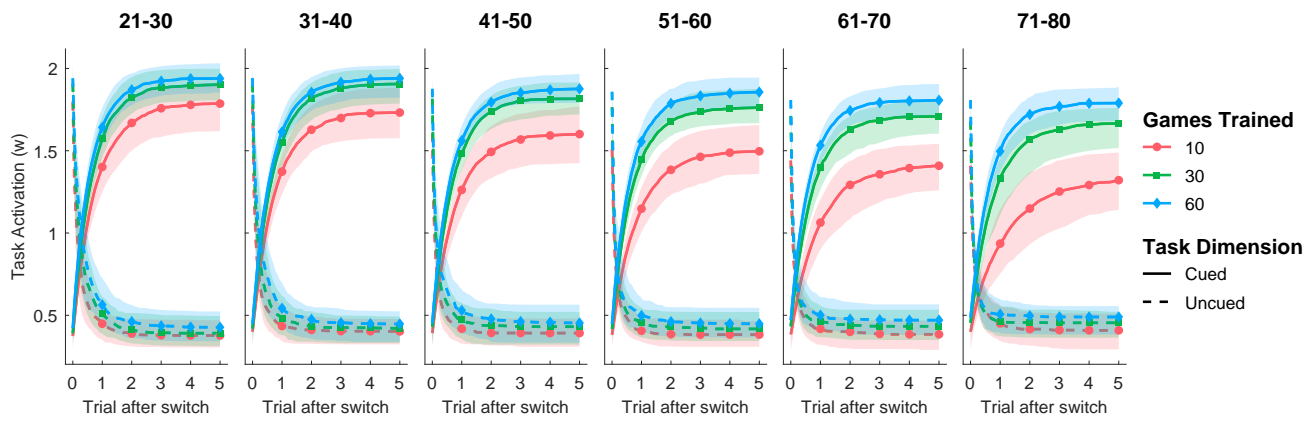 21-30 31-40 41-50 51-60 61-70 71-80
Task Activation (w)
2
1.5
1
0.5
0 1 2 3 4 5 0 1 2 3 4 5 0 1 2 3 4 5 0 1 2 3 4 5 0 1 2 3 4 5 0 1 2 3 4 5
Trial after switch Trial after switch Trial after switch Trial after switch Trial after switch Trial after switch
Games Trained
10
30
60
Task Dimension
Cued
Uncued